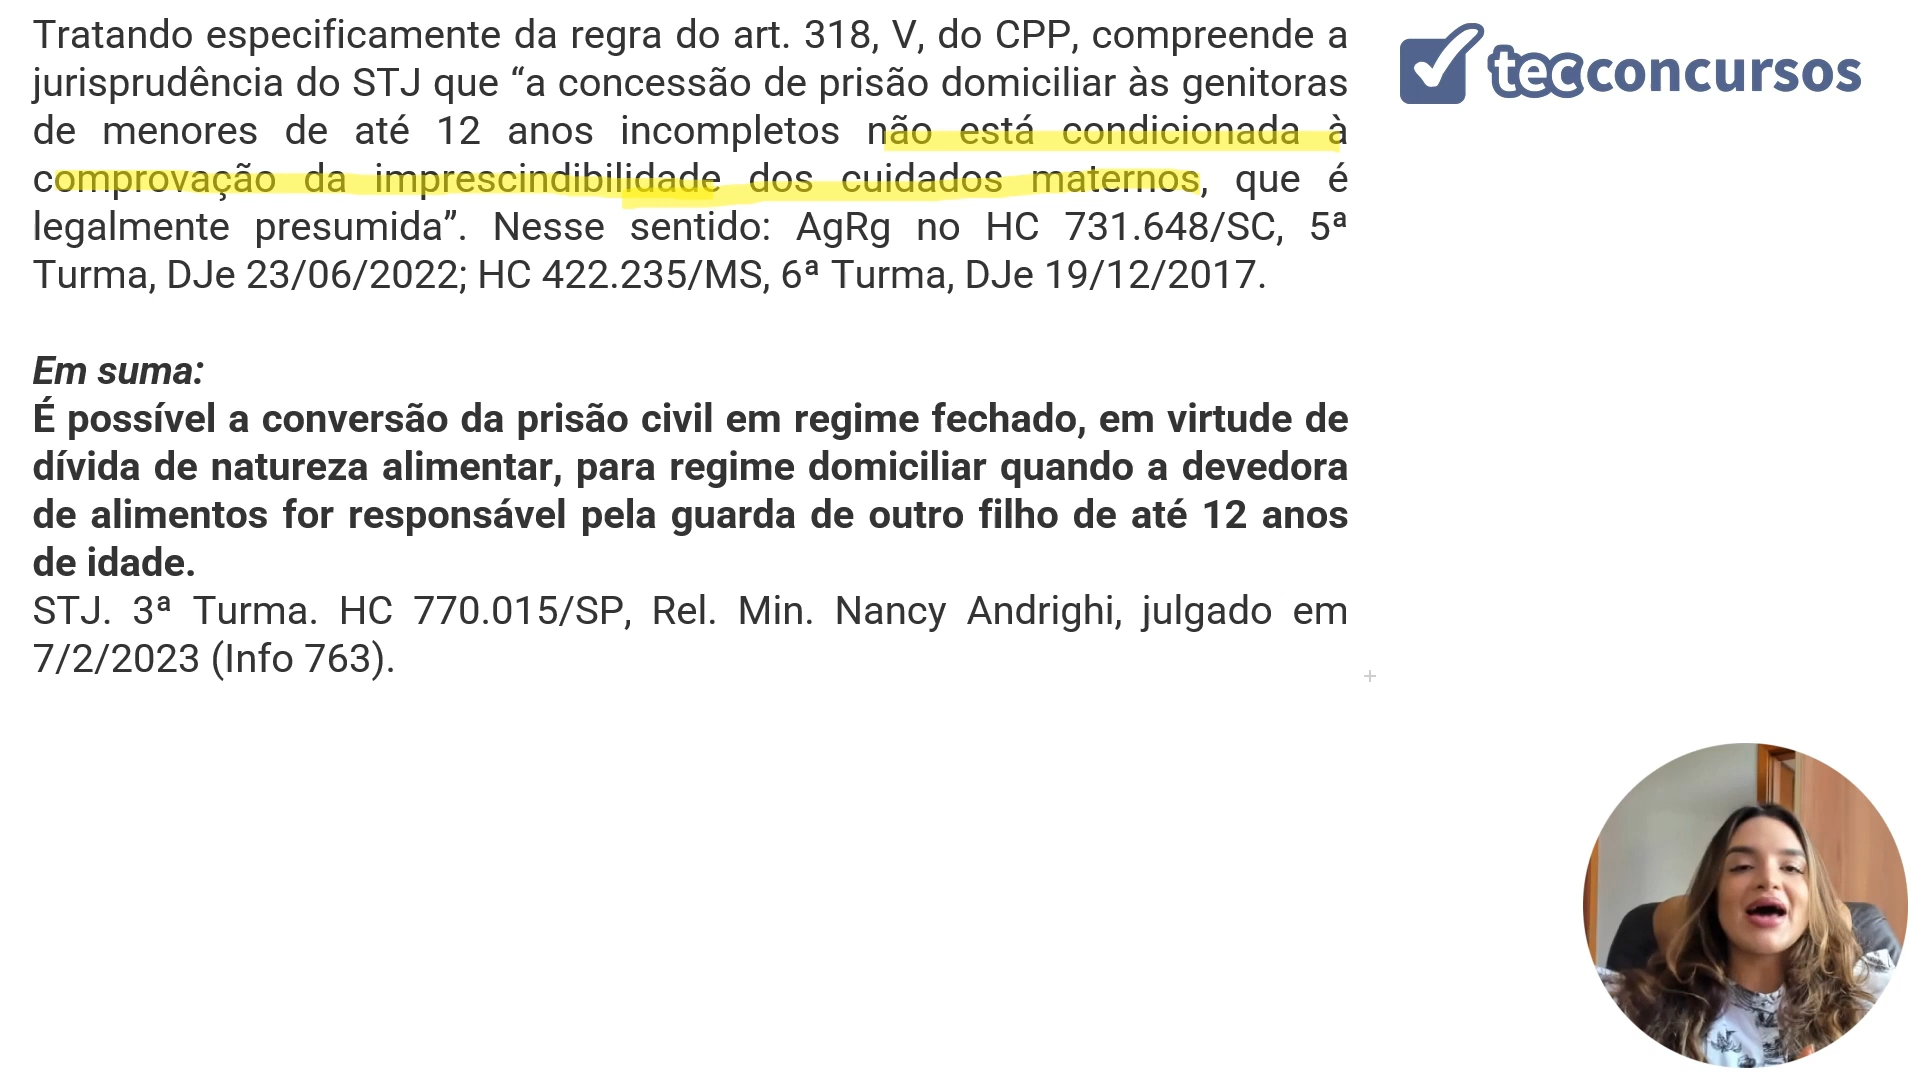 Tratando especificamente da regra do art. 318, V, do CPP, compreende a
jurisprudência do STJ que “a concessão de prisão domiciliar às genitoras
de menores de até 12 anos incompletos não está condicionada à
comprovação da imprescindibilidade dos cuidados maternos, que é
legalmente presumida”. Nesse sentido: AgRg no HC 731.648/SC, 5ª
Turma, DJe 23/06/2022; HC 422.235/MS, 6ª Turma, DJe 19/12/2017.
Em suma:
É possível a conversão da prisão civil em regime fechado, em virtude de
dívida de natureza alimentar, para regime domiciliar quando a devedora
de alimentos for responsável pela guarda de outro filho de até 12 anos
de idade.
STJ. 3ª Turma. HC 770.015/SP, Rel. Min. Nancy Andrighi, julgado em
7/2/2023 (Info 763).
tecconcursos